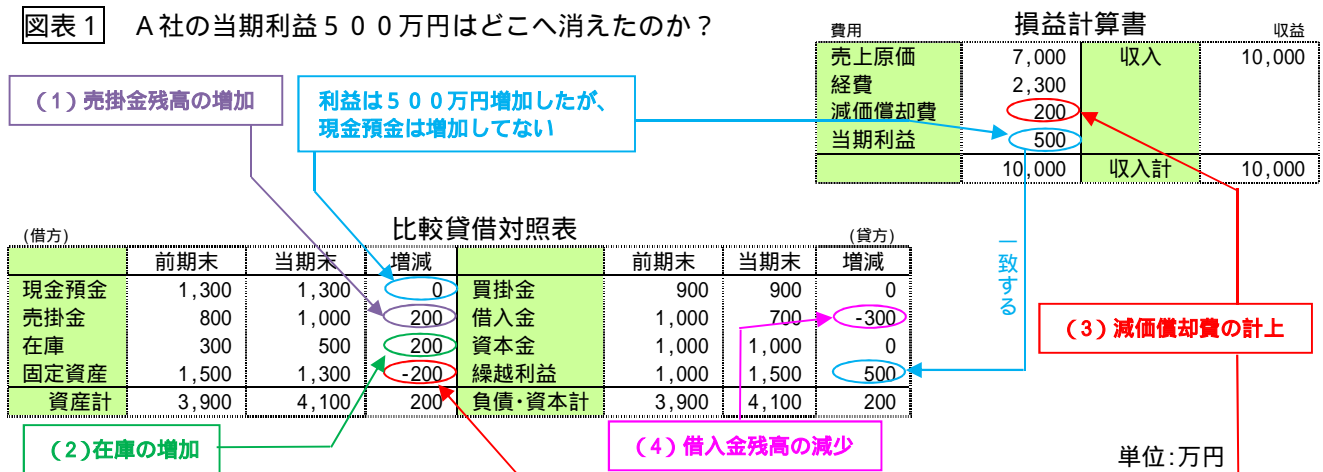 図表1 A社の当期利益500万円はどこへ消えたのか？
損益計算書
費用 収益
売上原価 7,000 収入 10,000
経費 2,300
減価償却費 200
当期利益 500
10,000 収入計 10,000
（1）売掛金残高の増加
利益は500万円増加したが、
現金預金は増加してない
比較貸借対照表
(借方) (貸方)
前期末 当期末 増減 前期末 当期末 増減
現金預金 1,300 1,300 0 買掛金 900 900 0
売掛金 800 1,000 200 借入金 1,000 700 -300
在庫 300 500 200 資本金 1,000 1,000 0
固定資産 1,500 1,300 -200 繰越利益 1,000 1,500 500
資産計 3,900 4,100 200 負債・資本計 3,900 4,100 200
一致する
（3）減価償却費の計上
（2）在庫の増加
（4）借入金残高の減少
単位:万円